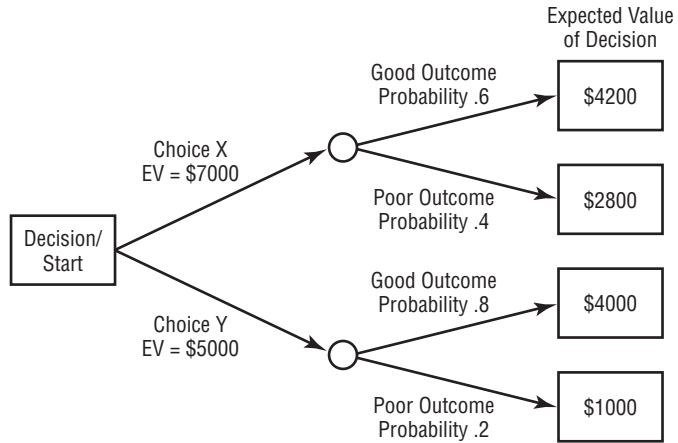 Expected Value
of Decision
Good Outcome
Probability .6
$4200
Choice X
EV = $7000
Poor Outcome
Probability .4
$2800
Decision/
Start
Good Outcome
Probability .8
$4000
Choice Y
EV = $5000
Poor Outcome
Probability .2
$1000